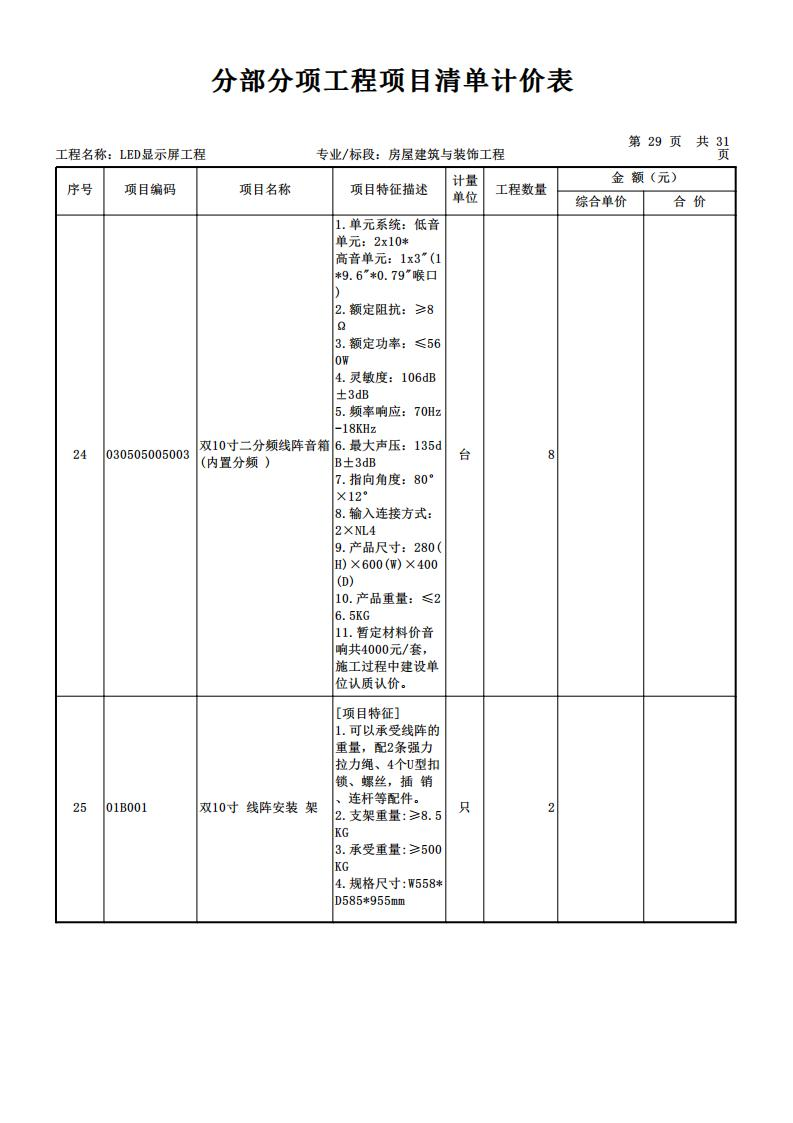 分部分项工程项目清单计价表
第 29 页 共 31
页
工程名称：LED显示屏工程 专业/标段：房屋建筑与装饰工程
序号 项目编码 项目名称 项目特征描述 计量单位 工程数量 金 额（元）
综合单价 合 价
24 030505005003 双10寸二分频线阵音箱
(内置分频 )
1.单元系统：低音
单元：2x10*
高音单元：1x3″(1
*9.6″*0.79″喉口
)
2.额定阻抗：≥8
Ω
3.额定功率：≤56
0W
4.灵敏度：106dB
±3dB
5.频率响应：70Hz
-18KHz
6.最大声压：135d
B±3dB
7.指向角度：80°
×12°
8.输入连接方式：
2×NL4
9.产品尺寸：280(
H)×600(W)×400
(D)
10.产品重量：≤2
6.5KG
11.暂定材料价音
响共4000元/套，
施工过程中建设单
位认质认价。
台 8
25 01B001 双10寸 线阵安装 架
[项目特征]
1.可以承受线阵的
重量，配2条强力
拉力绳、4个U型扣
锁、螺丝，插 销
、连杆等配件。
2.支架重量:≥8.5
KG
3.承受重量:≥500
KG
4.规格尺寸:W558*
D585*955mm
只 2